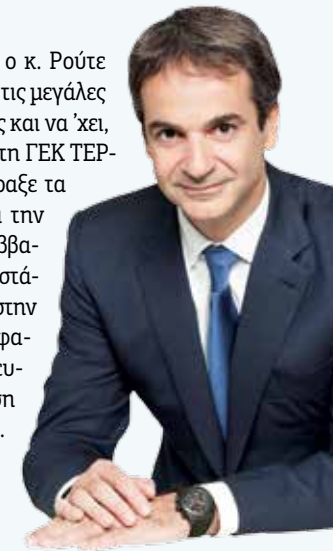 ο κ. Ρούτε
τις μεγάλες
ς και να ’χει,
τη ΓΕΚ ΤΕΡ-
ραξε τα
ι την
ββα-
στά-
στην
φα-
ευ-
ση
.